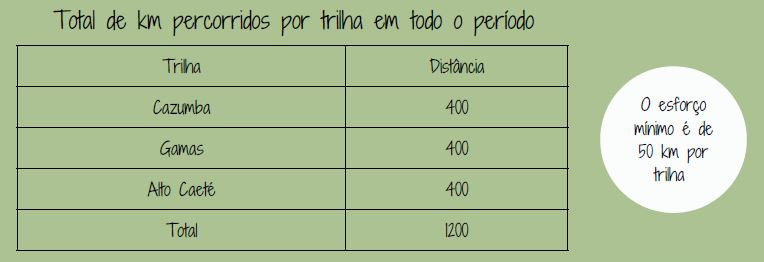 Total de km percorridos por trilha em todo o período
Trilha Distância
Cazumba 400
Gamas 400
Alto Caeté 400
Total 1200
O esforço
mínimo é de
50 km por
trilha